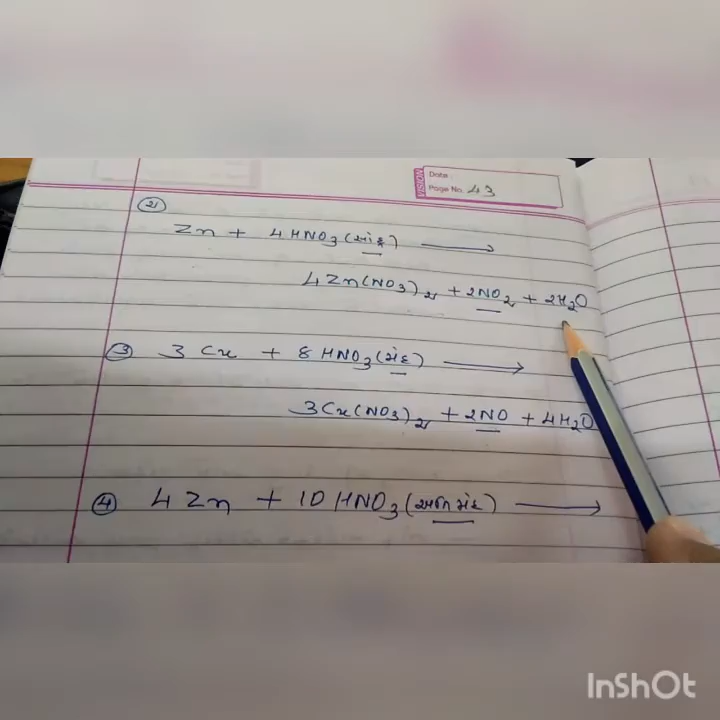 VISION
Date :
Page No. 43
②
Zn + 4HNO3 (સાંદ્ર) ⟶
4Zn(NO3)2 + 2NO2 + 2H2O
③ 3Cu + 8HNO3 (મંદ) ⟶
3Cu(NO3)2 + 2NO + 4H2O
④ 4Zn + 10HNO3 (અતિમંદ) ⟶
InShOt